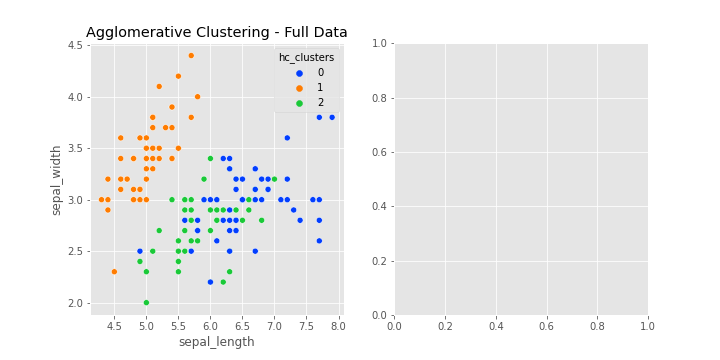 Agglomerative Clustering - Full Data
4.5
4.0
3.5
3.0
2.5
2.0
sepal_width
hc_clusters
0
1
2
4.5 5.0 5.5 6.0 6.5 7.0 7.5 8.0
sepal_length
1.0
0.8
0.6
0.4
0.2
0.0
0.0 0.2 0.4 0.6 0.8 1.0